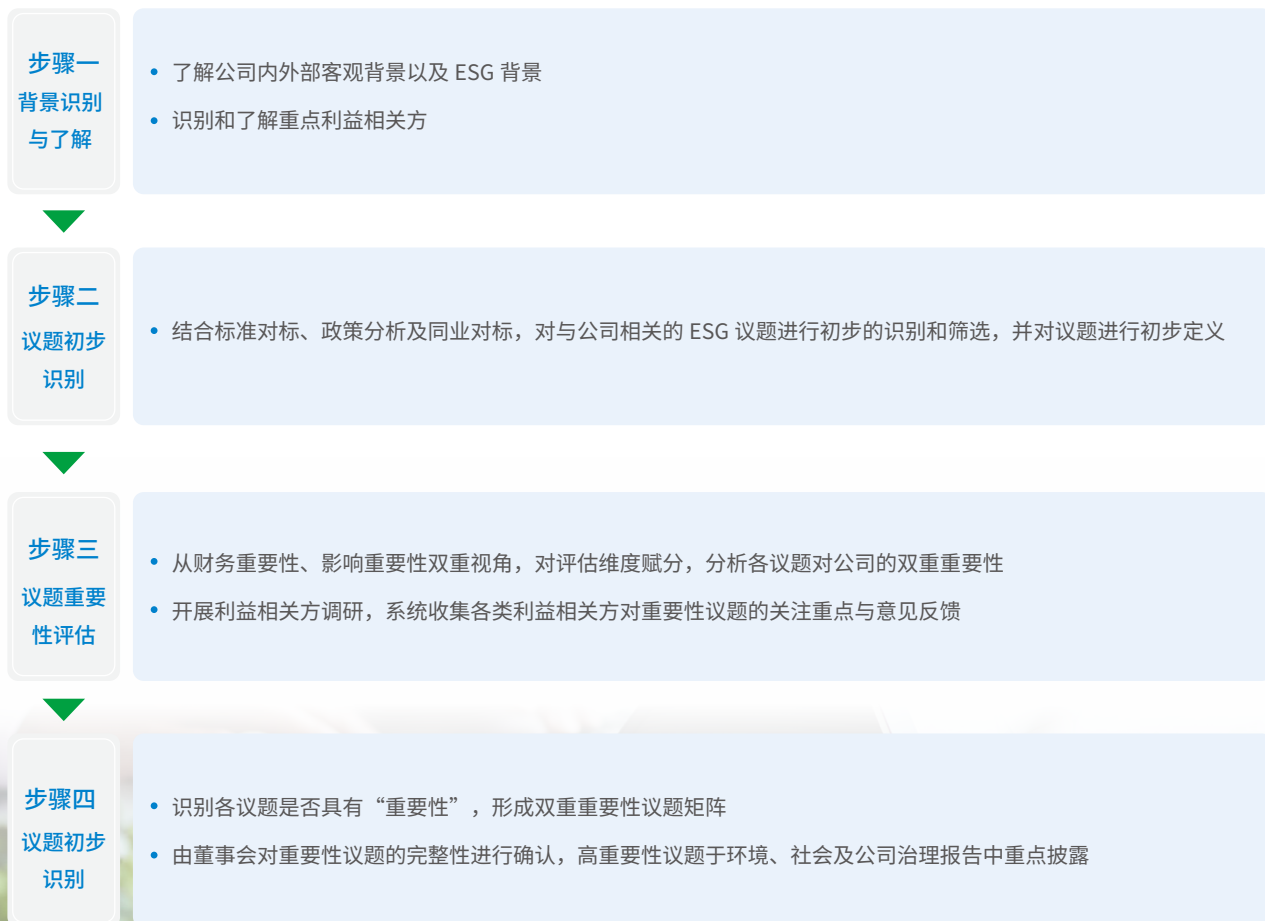 步骤一
背景识别
与了解
• 了解公司内外部客观背景以及 ESG 背景
• 识别和了解重点利益相关方
步骤二
议题初步
识别
• 结合标准对标、政策分析及同业对标，对与公司相关的 ESG 议题进行初步的识别和筛选，并对议题进行初步定义
步骤三
议题重要
性评估
• 从财务重要性、影响重要性双重视角，对评估维度赋分，分析各议题对公司的双重重要性
• 开展利益相关方调研，系统收集各类利益相关方对重要性议题的关注重点与意见反馈
步骤四
议题初步
识别
• 识别各议题是否具有“重要性”，形成双重重要性议题矩阵
• 由董事会对重要性议题的完整性进行确认，高重要性议题于环境、社会及公司治理报告中重点披露